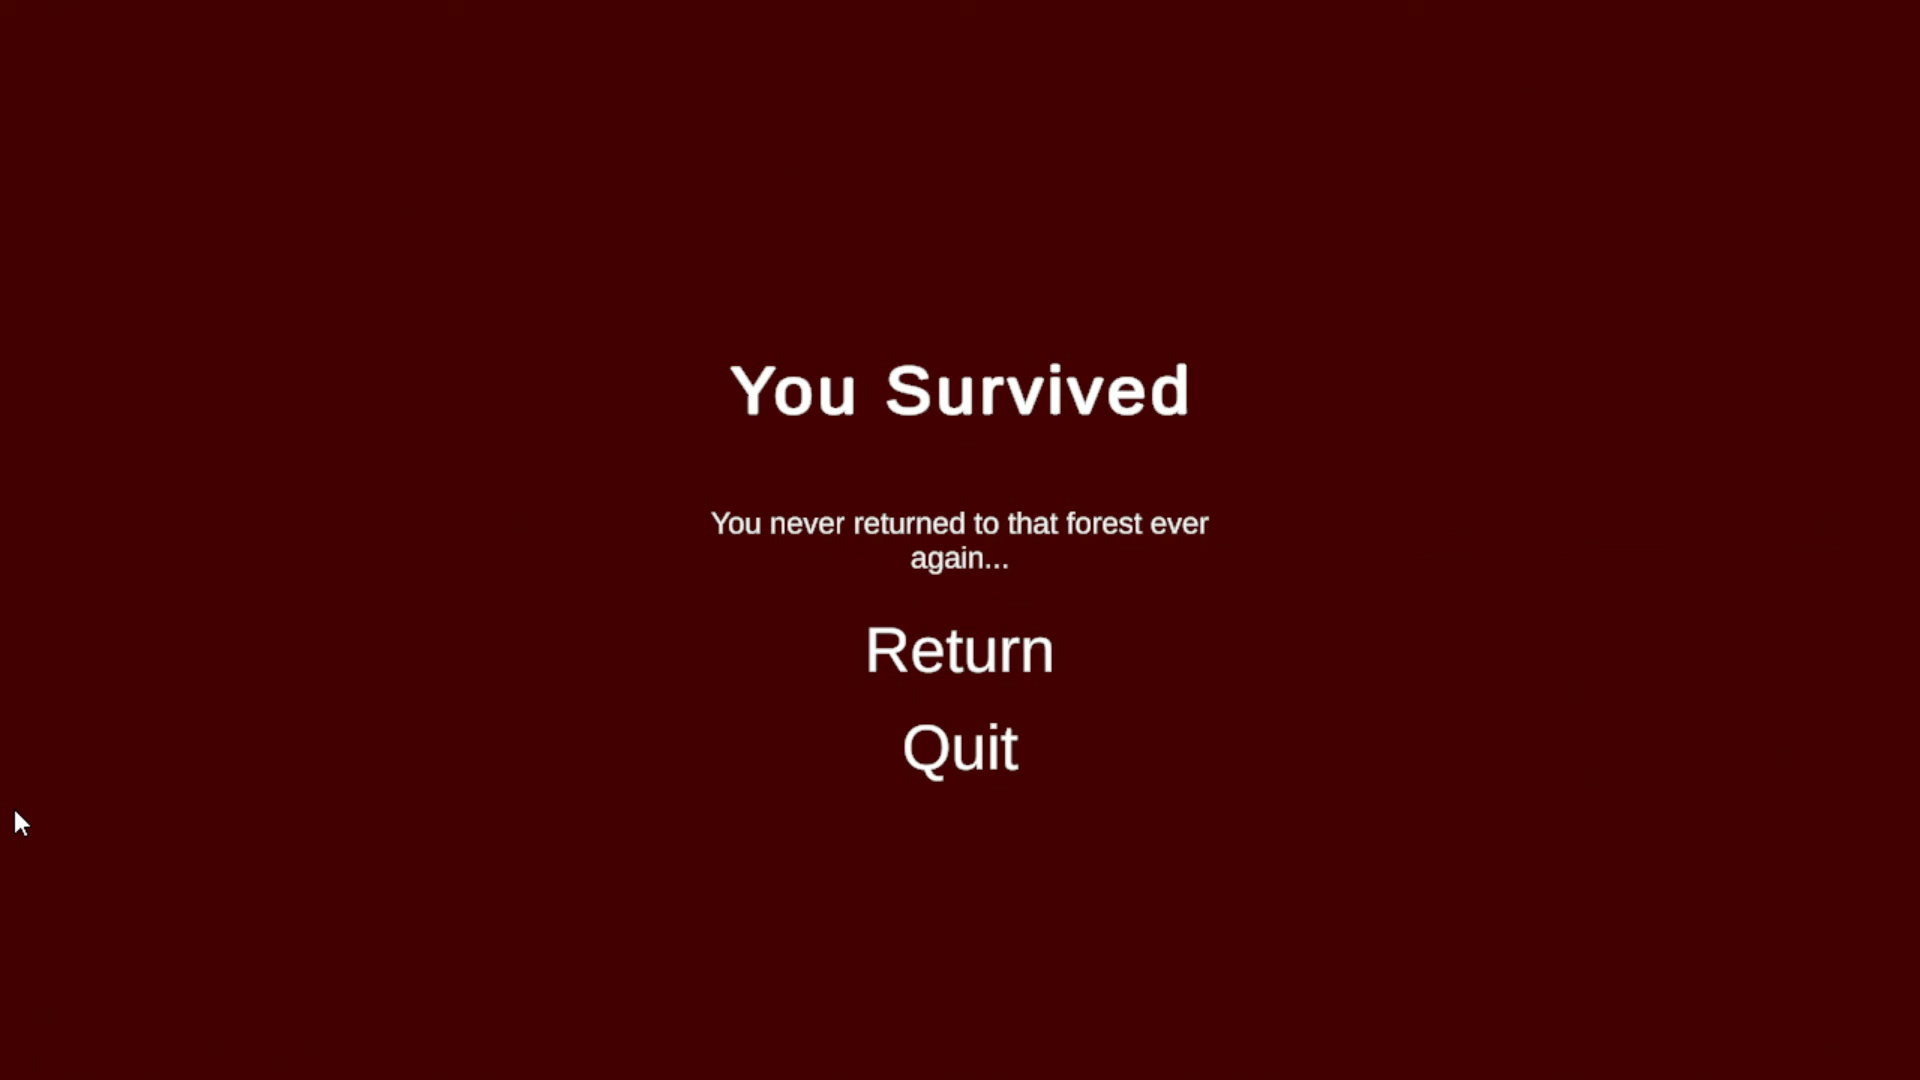 You Survived
You never returned to that forest ever
again...
Return
Quit